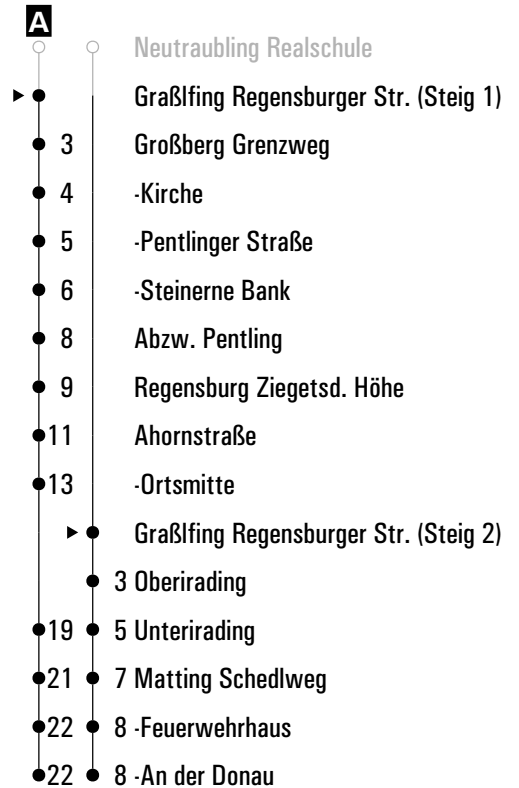 A
Neutraubling Realschule
Graßlfing Regensburger Str. (Steig 1)
3 Großberg Grenzweg
4 -Kirche
5 -Pentlinger Straße
6 -Steinerne Bank
8 Abzw. Pentling
9 Regensburg Ziegetsd. Höhe
11 Ahornstraße
13 -Ortsmitte
Graßlfing Regensburger Str. (Steig 2)
3 Oberirading
19 5 Unterirading
21 7 Matting Schedlweg
22 8 -Feuerwehrhaus
22 8 -An der Donau